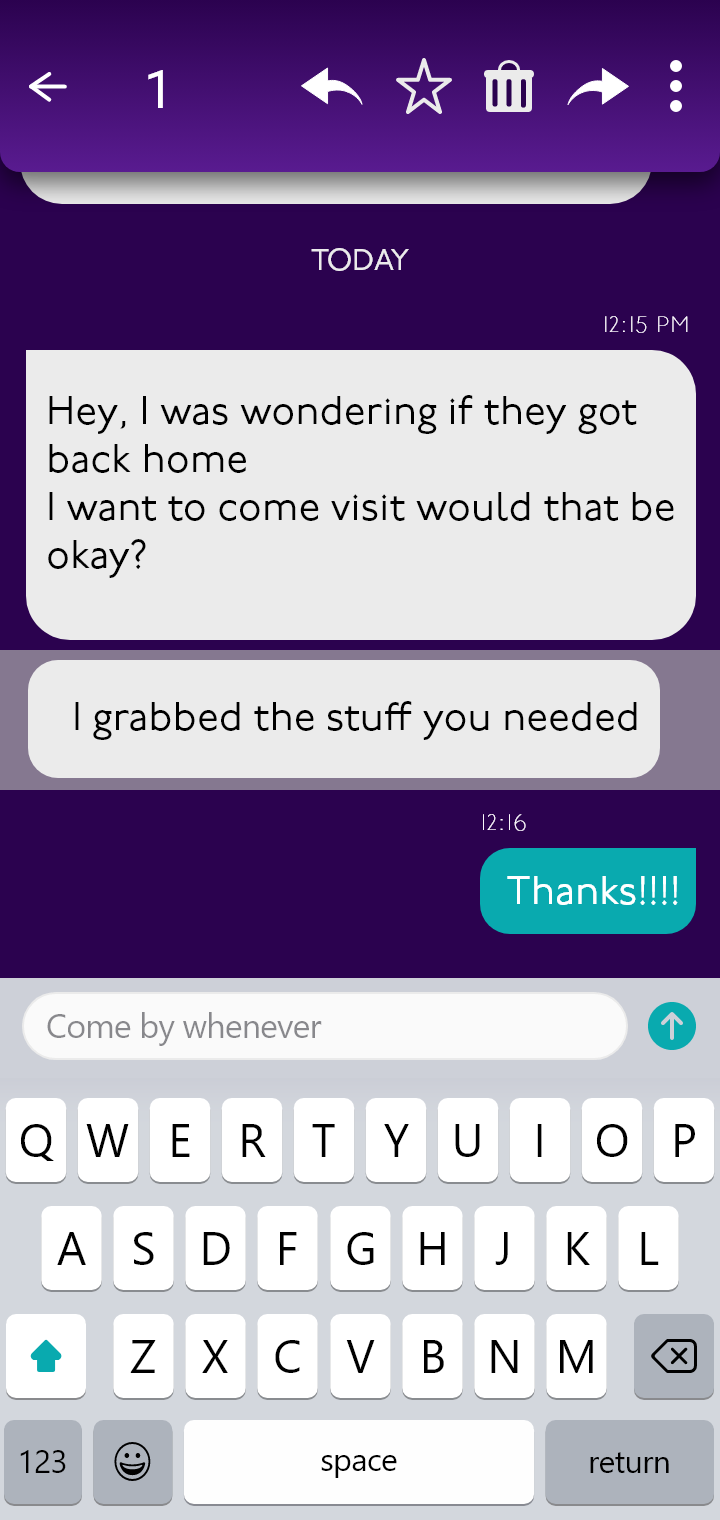 1
TODAY
12:15 PM
Hey, I was wondering if they got
back home
I want to come visit would that be
okay?
I grabbed the stuff you needed
12:16
Thanks!!!!
Come by whenever
Q W E R T Y U I O P
A S D F G H J K L
Z X C V B N M
123 space return